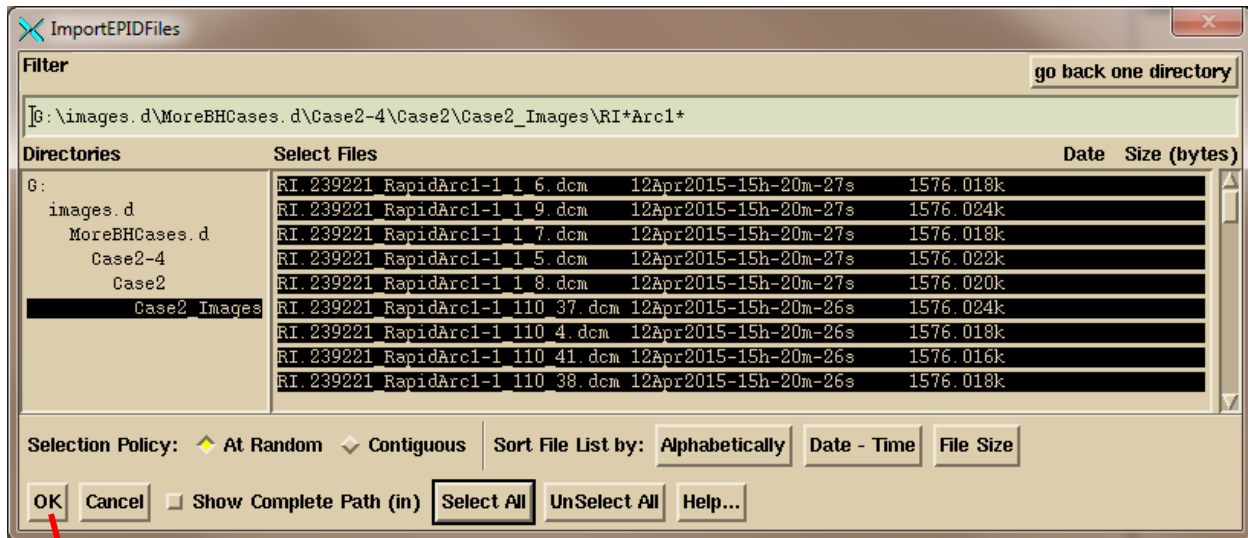 ImportEPIDFiles
Filter
go back one directory
G:\images.d\MoreBHCases.d\Case2-4\Case2\Case2_Images\RI*Arc1*
Directories Select Files Date Size (bytes)
G:
images.d
MoreBHCases.d
Case2-4
Case2
Case2_Images
RI.239221_RapidArc1-1_1_6.dcm 12Apr2015-15h-20m-27s 1576.018k
RI.239221_RapidArc1-1_1_9.dcm 12Apr2015-15h-20m-27s 1576.024k
RI.239221_RapidArc1-1_1_7.dcm 12Apr2015-15h-20m-27s 1576.018k
RI.239221_RapidArc1-1_1_5.dcm 12Apr2015-15h-20m-27s 1576.022k
RI.239221_RapidArc1-1_1_8.dcm 12Apr2015-15h-20m-27s 1576.020k
RI.239221_RapidArc1-1_110_37.dcm 12Apr2015-15h-20m-26s 1576.024k
RI.239221_RapidArc1-1_110_4.dcm 12Apr2015-15h-20m-26s 1576.018k
RI.239221_RapidArc1-1_110_41.dcm 12Apr2015-15h-20m-26s 1576.016k
RI.239221_RapidArc1-1_110_38.dcm 12Apr2015-15h-20m-26s 1576.018k
Selection Policy: At Random Contiguous Sort File List by: Alphabetically Date - Time File Size
OK Cancel Show Complete Path (in) Select All UnSelect All Help...